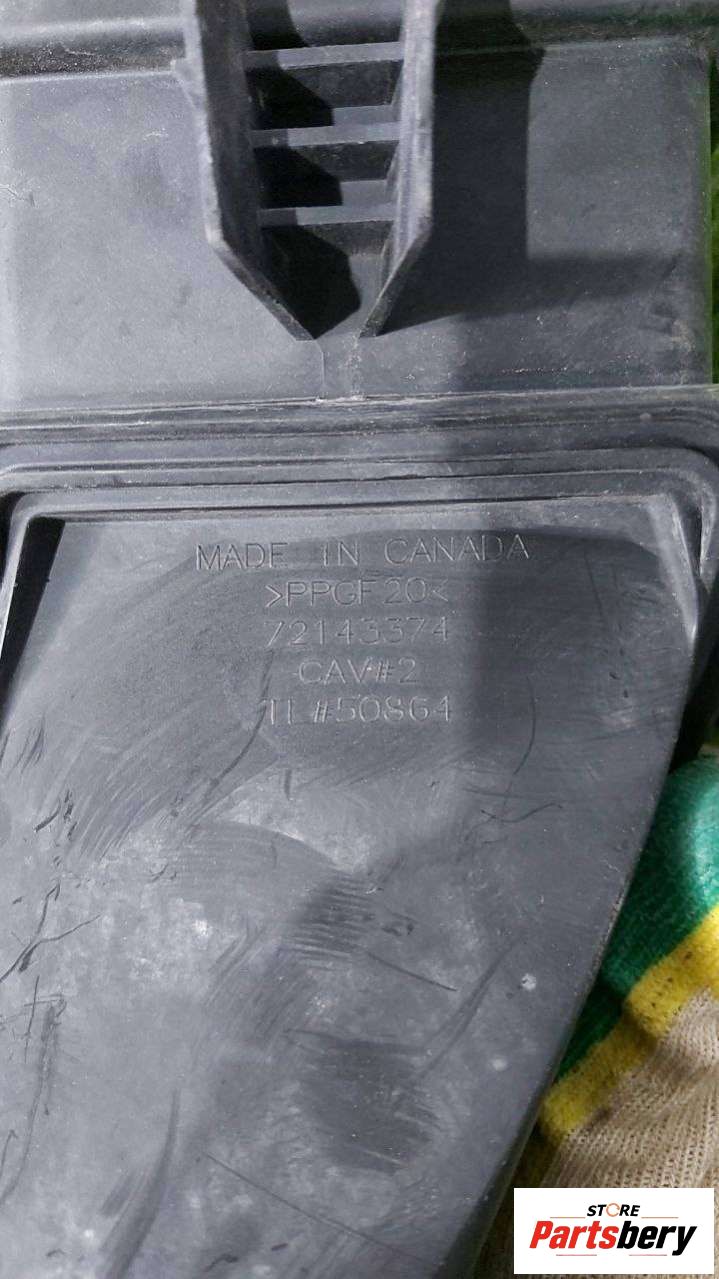 MADE IN CANADA
>PPGF20<
72143374
CAV#2
TL#50864
STORE
Partsbery